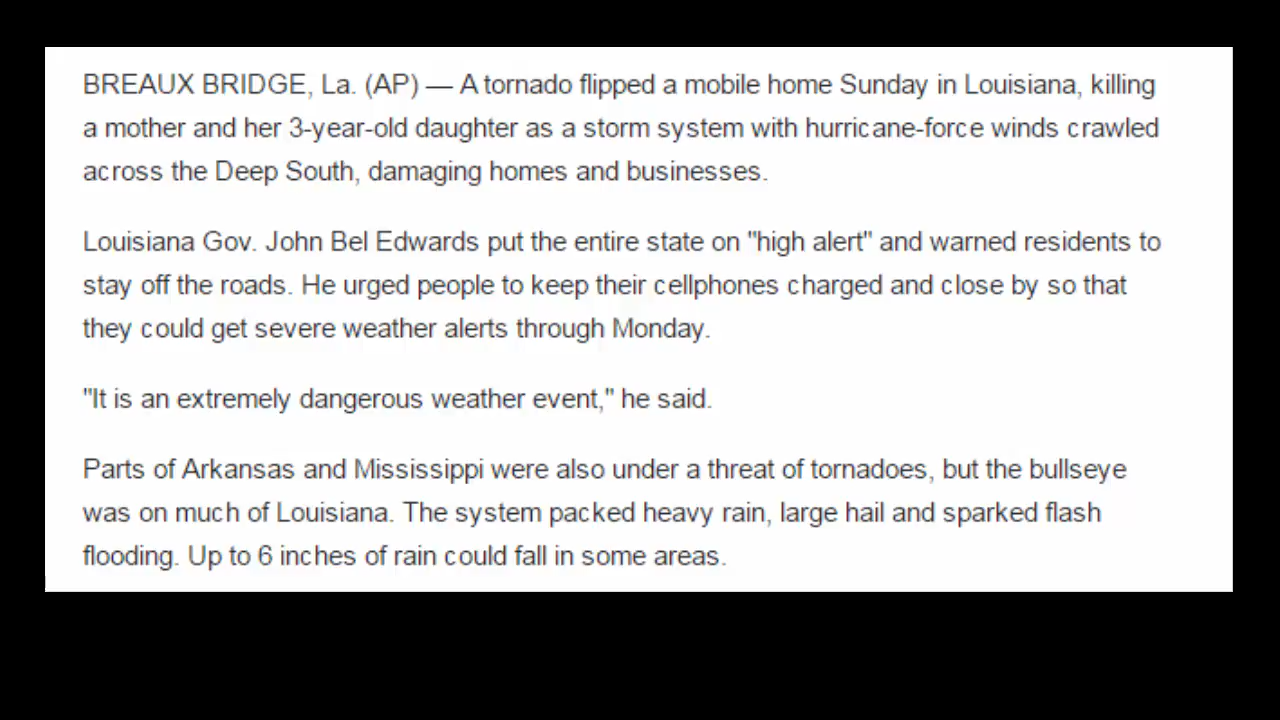 BREAUX BRIDGE, La. (AP) — A tornado flipped a mobile home Sunday in Louisiana, killing
a mother and her 3-year-old daughter as a storm system with hurricane-force winds crawled
across the Deep South, damaging homes and businesses.
Louisiana Gov. John Bel Edwards put the entire state on "high alert" and warned residents to
stay off the roads. He urged people to keep their cellphones charged and close by so that
they could get severe weather alerts through Monday.
"It is an extremely dangerous weather event," he said.
Parts of Arkansas and Mississippi were also under a threat of tornadoes, but the bullseye
was on much of Louisiana. The system packed heavy rain, large hail and sparked flash
flooding. Up to 6 inches of rain could fall in some areas.